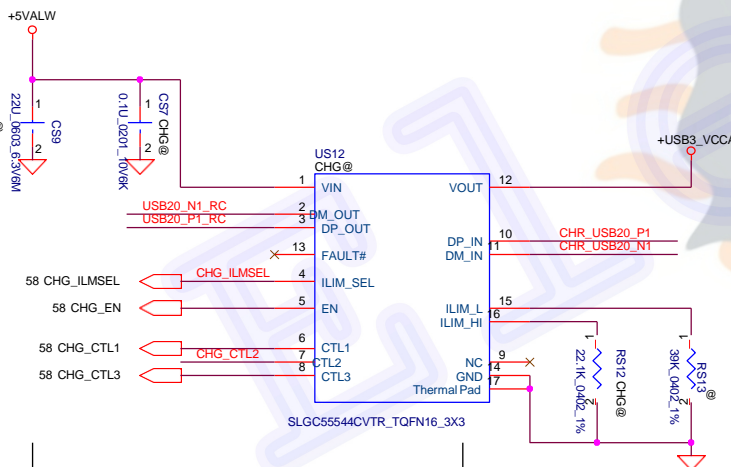 +5VALW
CS9
22U_0603_6.3V6M
@
1
2
CS7 CHG@
0.1U_0201_10V6K
1
2
+USB3_VCCA
US12
CHG@
1 VIN
VOUT 12
USB20_N1_RC 2 DM_OUT
USB20_P1_RC 3 DP_OUT
DP_IN 10 CHR_USB20_P1
DM_IN 11 CHR_USB20_N1
13 FAULT#
58 CHG_ILMSEL CHG_ILMSEL 4 ILIM_SEL
58 CHG_EN 5 EN
ILIM_L 15
ILIM_HI 16
58 CHG_CTL1 6 CTL1
CHG_CTL2 7 CTL2
58 CHG_CTL3 8 CTL3
NC 9
GND 14
Thermal Pad 17
1
2
RS12 CHG@
22.1K_0402_1%
1
2
RS13
@
39K_0402_1%
SLGC55544CVTR_TQFN16_3X3